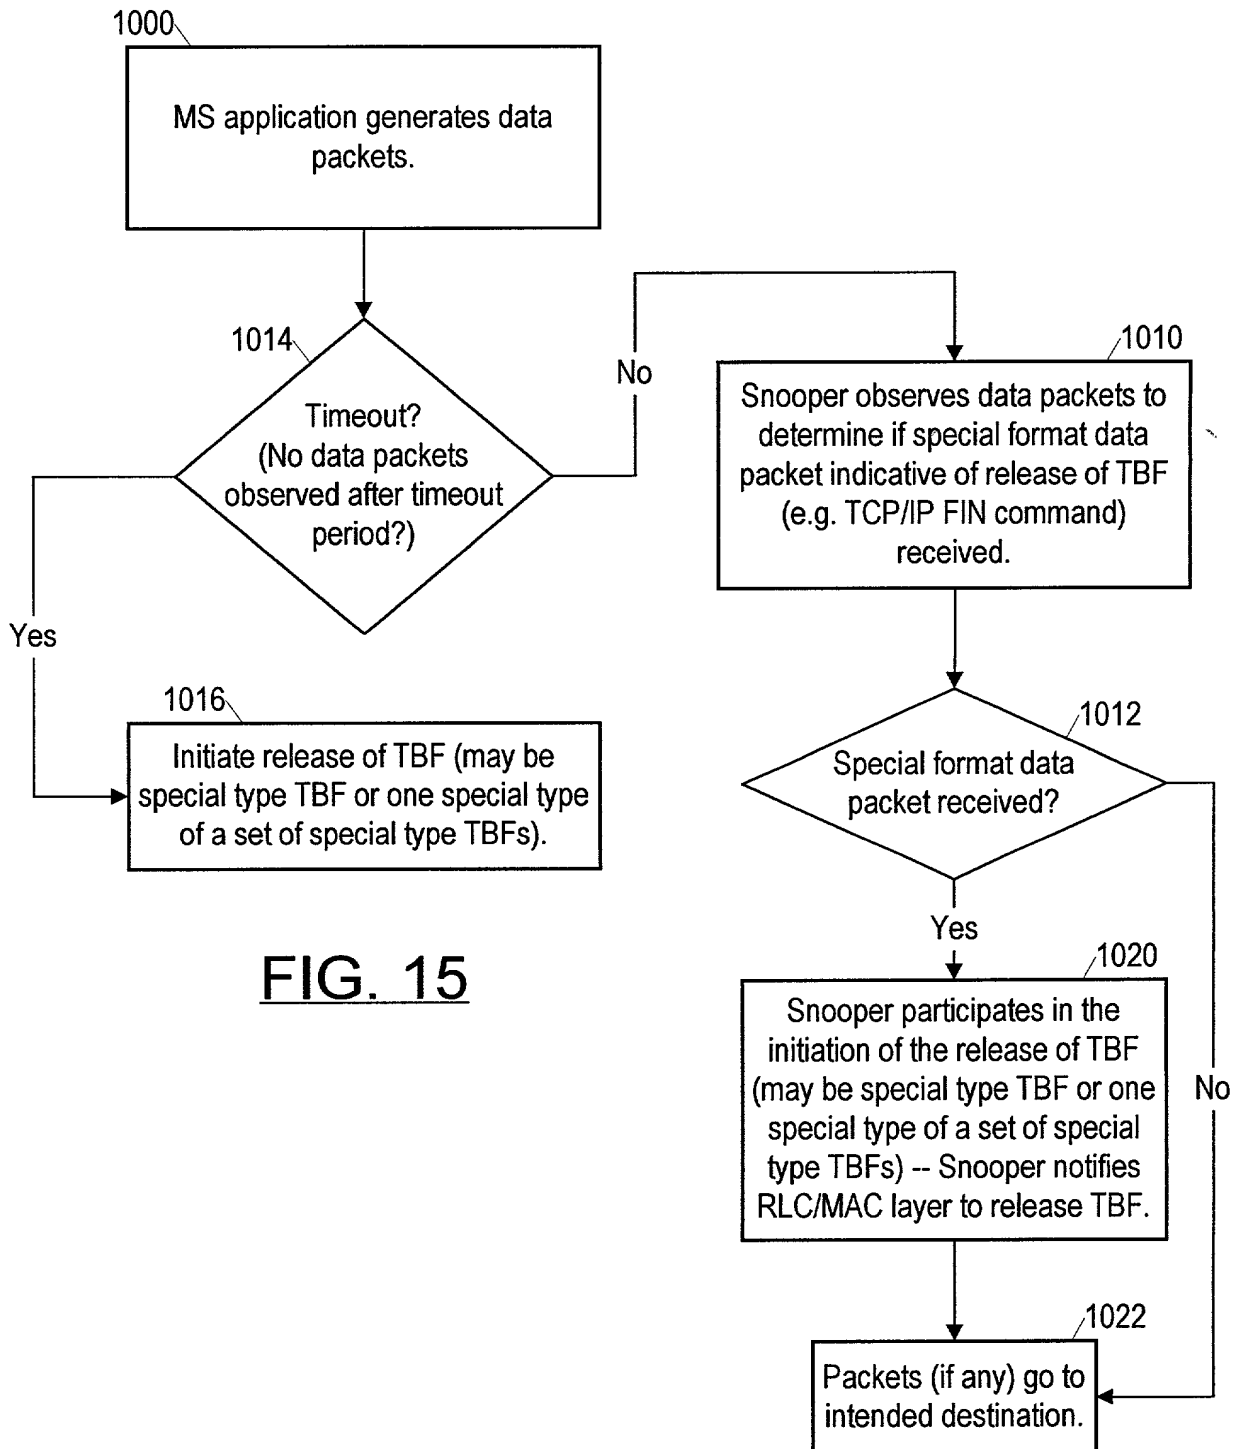 1000
MS application generates data
packets.
1014
Timeout?
(No data packets
observed after timeout
period?)
No
Yes
1010
Snooper observes data packets to
determine if special format data
packet indicative of release of TBF
(e.g. TCP/IP FIN command)
received.
1016
Initiate release of TBF (may be
special type TBF or one special type
of a set of special type TBFs).
1012
Special format data
packet received?
Yes
No
1020
Snooper participates in the
initiation of the release of TBF
(may be special type TBF or one
special type of a set of special
type TBFs) -- Snooper notifies
RLC/MAC layer to release TBF.
1022
Packets (if any) go to
intended destination.
FIG. 15